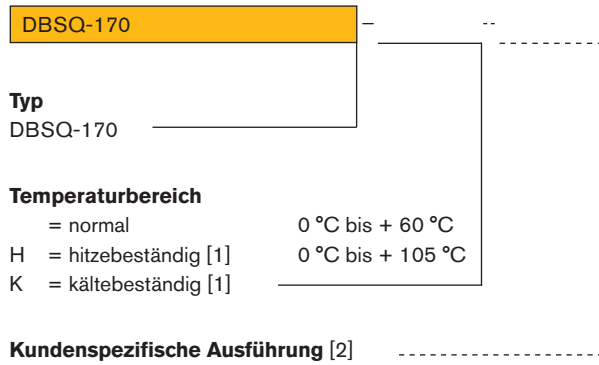 DBSQ-170 – --
Typ
DBSQ-170
Temperaturbereich
= normal 0 °C bis + 60 °C
H = hitzebeständig [1] 0 °C bis + 105 °C
K = kältebeständig [1]
Kundenspezifische Ausführung [2]